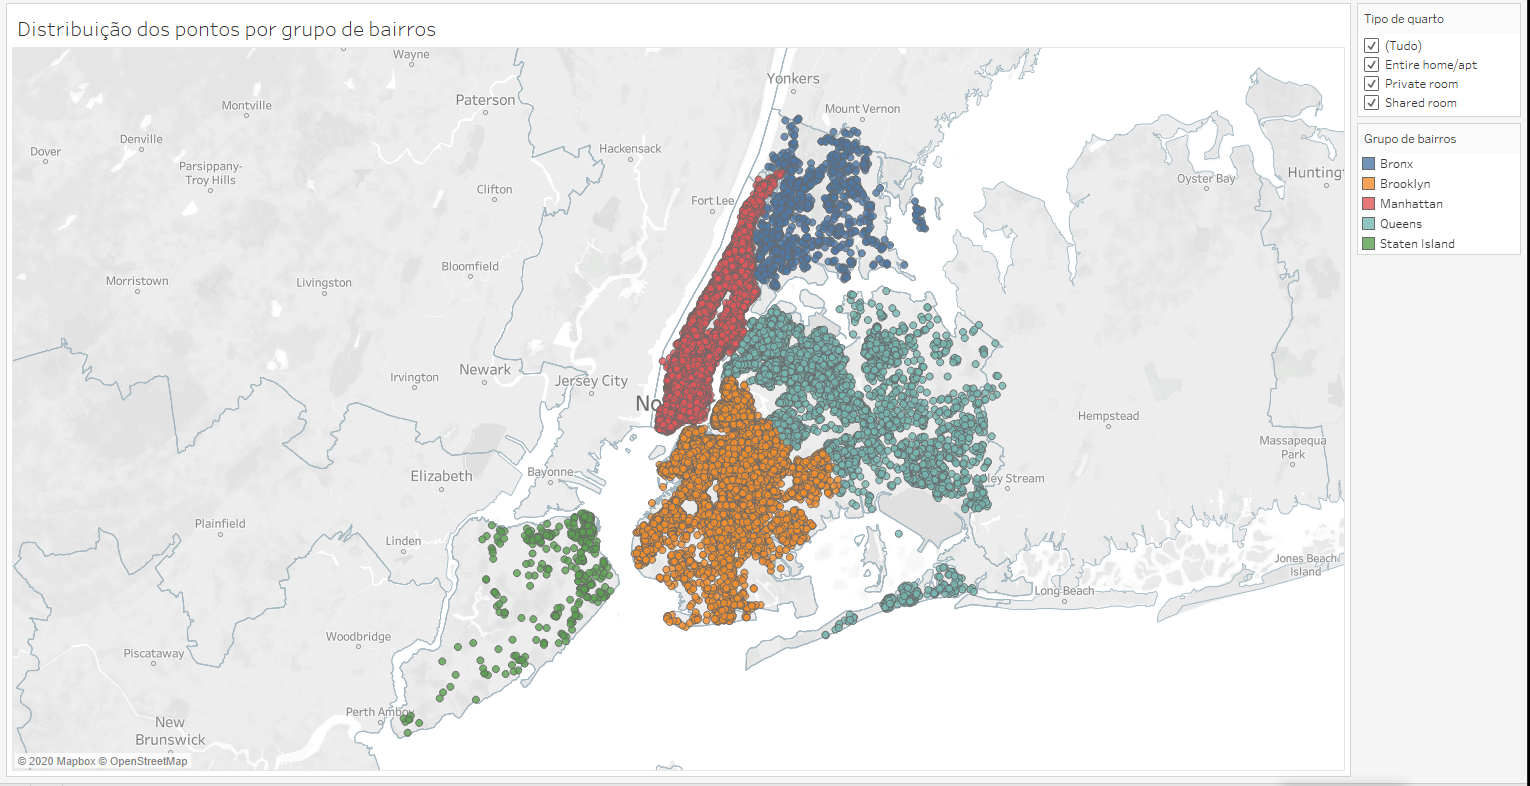 Distribuição dos pontos por grupo de bairros
Tipo de quarto
(Tudo)
Entire home/apt
Private room
Shared room
Grupo de bairros
Bronx
Brooklyn
Manhattan
Queens
Staten Island
Wayne
Yonkers
Paterson
Montville
Mount Vernon
Denville
Dover
Hackensack
Parsippany-
Troy Hills
Oyster Bay
Huntingt
Clifton
Fort Lee
Bloomfield
Morristown
Livingston
Newark
Irvington
Jersey City
No
Hempstead
Massapequa
Park
Elizabeth
Bayonne
ley Stream
Plainfield
Linden
Jones Beach
Island
Long Beach
Woodbridge
Piscataway
Perth Amboy
New
Brunswick
© 2020 Mapbox © OpenStreetMap